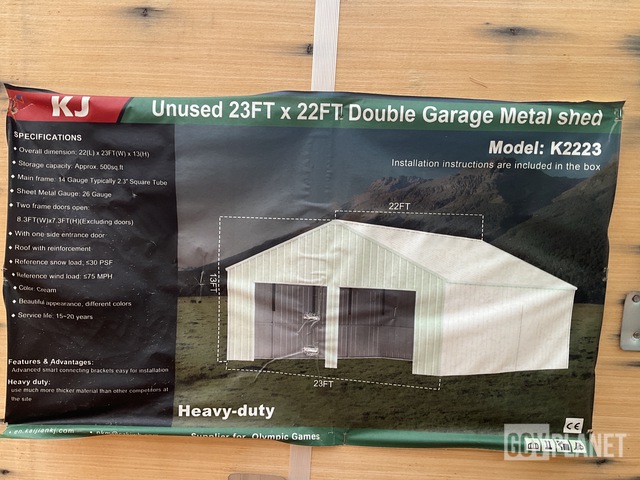 KJ
Unused 23FT x 22FT Double Garage Metal shed
Model: K2223
Installation instructions are included in the box
SPECIFICATIONS
Overall dimension: 22(L) x 23FT(W) x 13(H)
Storage capacity: Approx. 500sq ft
Main frame: 14 Gauge Typically 2.3" Square Tube
Sheet Metal Gauge: 26 Gauge
Two frame doors open:
8.3FT(W)x7.3FT(H)(Excluding doors)
With one side entrance door
Roof with reinforcement
Reference snow load: ≤30 PSF
Reference wind load: ≤75 MPH
Color: Cream
Beautiful appearance, different colors
Service life: 15~20 years
22FT
13FT
23FT
Features & Advantages:
Advanced smart connecting brackets easy for installation
Heavy duty:
use much more thicker material than other competitors at
the site
Heavy-duty
Supplier for Olympic Games
CE
GOVPLANET